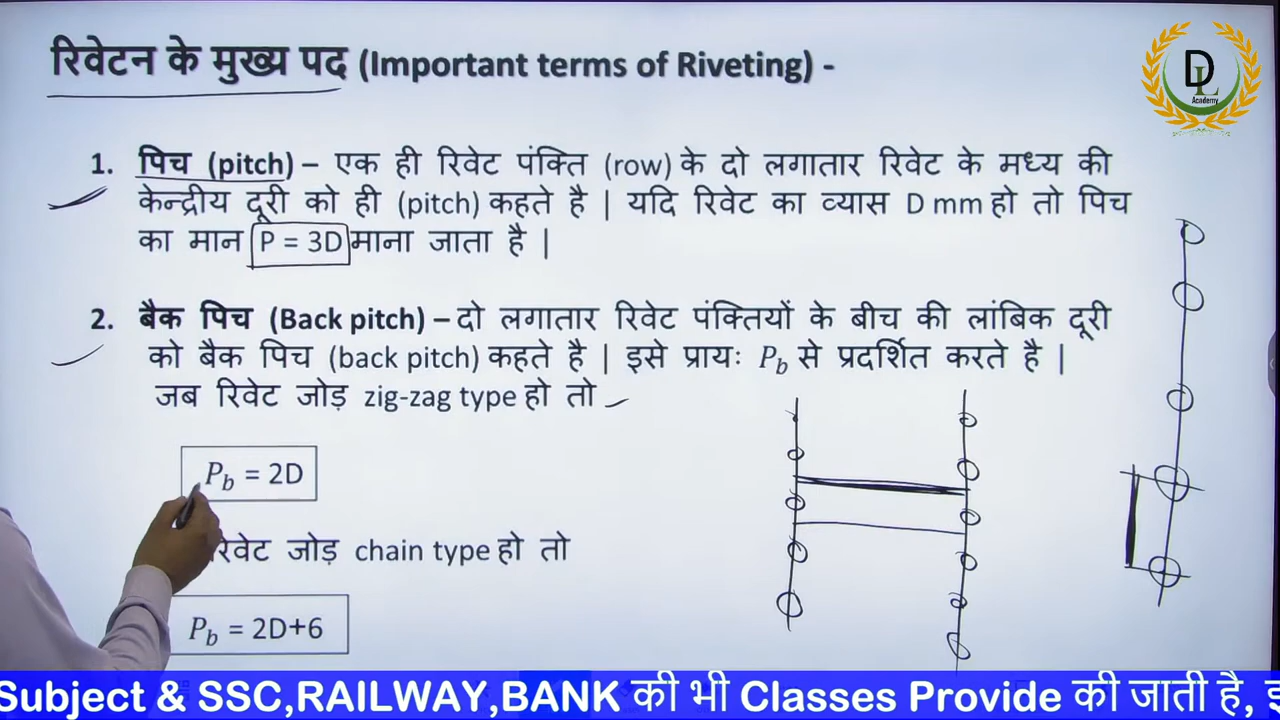 रिवेटन के मुख्य पद (Important terms of Riveting) -
DL
Academy
1. पिच (pitch) – एक ही रिवेट पंक्ति (row) के दो लगातार रिवेट के मध्य की
केन्द्रीय दूरी को ही (pitch) कहते है | यदि रिवेट का व्यास D mm हो तो पिच
का मान P = 3D माना जाता है |
2. बैक पिच (Back pitch) – दो लगातार रिवेट पंक्तियों के बीच की लांबिक दूरी
को बैक पिच (back pitch) कहते है | इसे प्रायः P_b से प्रदर्शित करते है |
जब रिवेट जोड़ zig-zag type हो तो
P_b = 2D
रिवेट जोड़ chain type हो तो
P_b = 2D+6
Subject & SSC,RAILWAY,BANK की भी Classes Provide की जाती है,